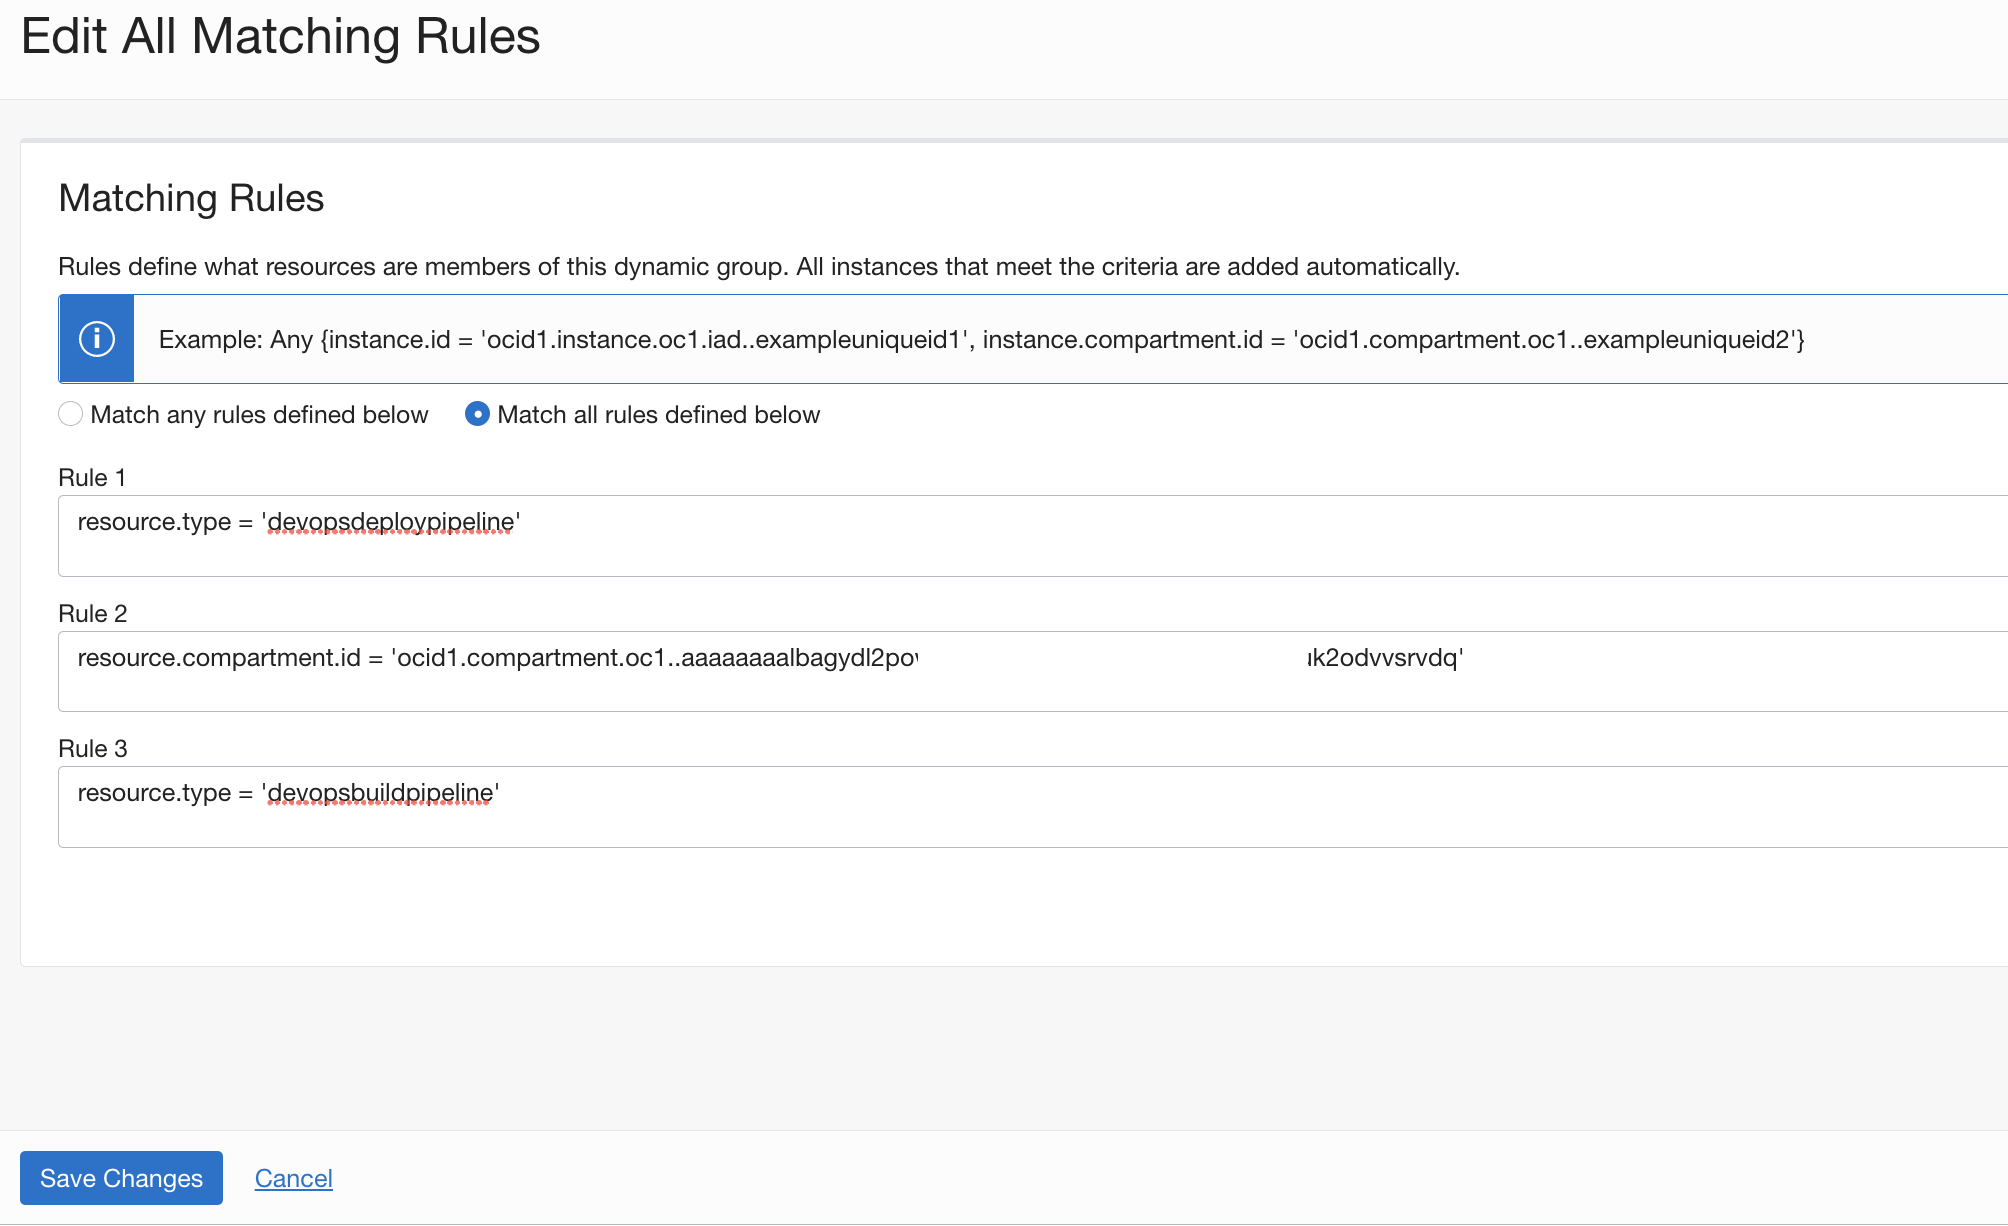 Edit All Matching Rules
Matching Rules
Rules define what resources are members of this dynamic group. All instances that meet the criteria are added automatically.
Example: Any {instance.id = 'ocid1.instance.oc1.iad..exampleuniqueid1', instance.compartment.id = 'ocid1.compartment.oc1..exampleuniqueid2'}
Match any rules defined below Match all rules defined below
Rule 1
resource.type = 'devopsdeploypipeline'
Rule 2
resource.compartment.id = 'ocid1.compartment.oc1..aaaaaaaalbagydl2po k2odvvsrvdq'
Rule 3
resource.type = 'devopsbuildpipeline'
Save Changes Cancel